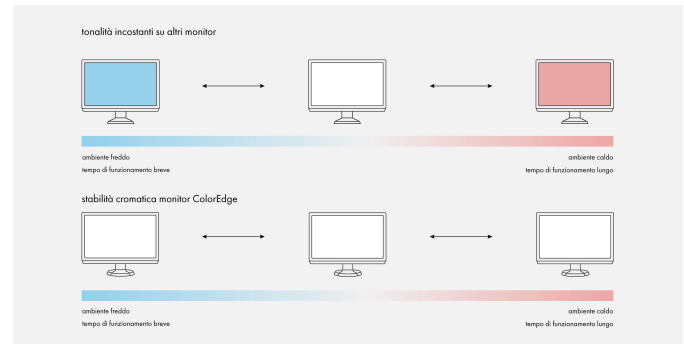 tonalità incostanti su altri monitor
ambiente freddo
ambiente caldo
tempo di funzionamento breve
tempo di funzionamento lungo
stabilità cromatica monitor ColorEdge
ambiente freddo
ambiente caldo
tempo di funzionamento breve
tempo di funzionamento lungo